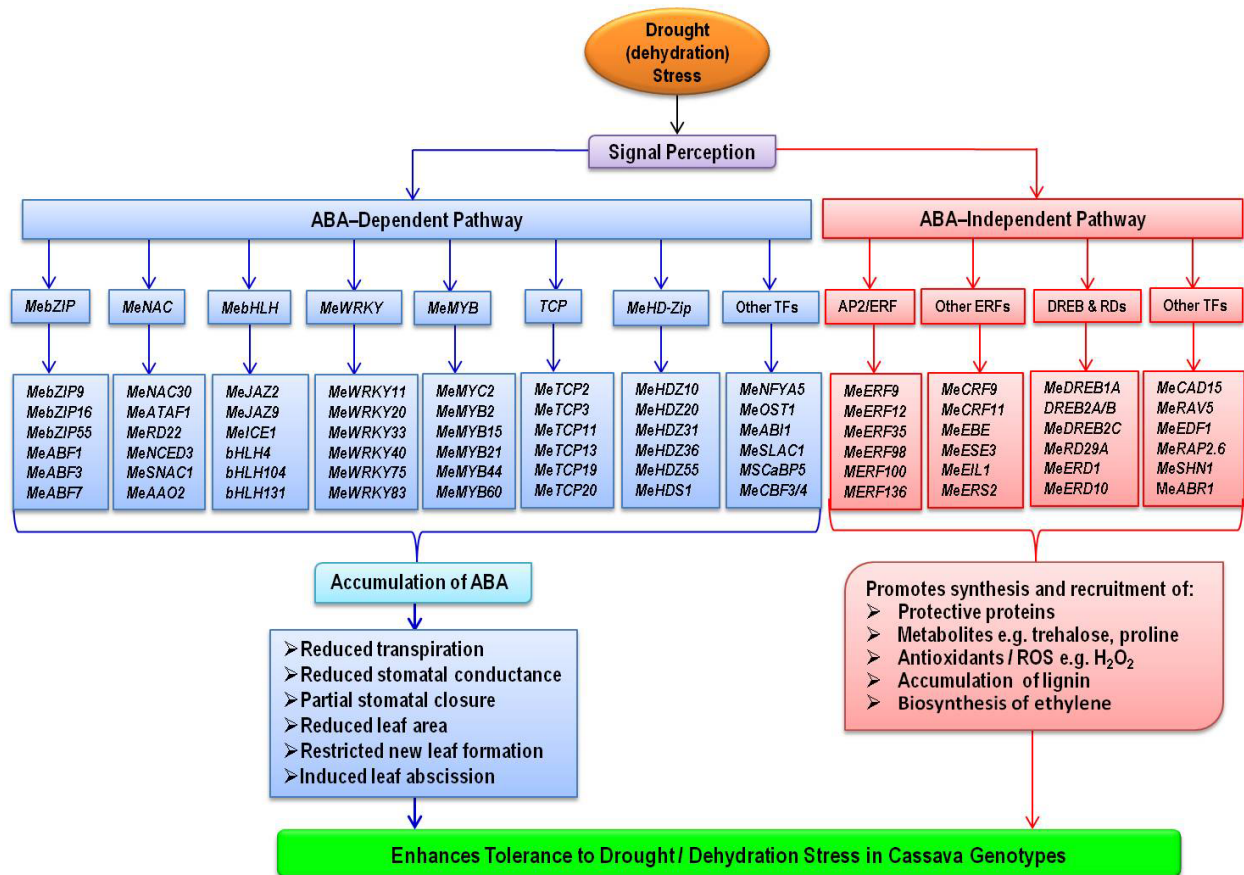 Drought
(dehydration)
Stress
Signal Perception
ABA–Dependent Pathway
ABA–Independent Pathway
MebZIP
MeNAC
MebHLH
MeWRKY
MeMYB
TCP
MeHD-Zip
Other TFs
AP2/ERF
Other ERFs
DREB & RDs
Other TFs
MebZIP9
MebZIP16
MebZIP55
MeABF1
MeABF3
MeABF7
MeNAC30
MeATAF1
MeRD22
MeNCED3
MeSNAC1
MeAAO2
MeJAZ2
MeJAZ9
MeICE1
bHLH4
bHLH104
bHLH131
MeWRKY11
MeWRKY20
MeWRKY33
MeWRKY40
MeWRKY75
MeWRKY83
MeMYC2
MeMYB2
MeMYB15
MeMYB21
MeMYB44
MeMYB60
MeTCP2
MeTCP3
MeTCP11
MeTCP13
MeTCP19
MeTCP20
MeHDZ10
MeHDZ20
MeHDZ31
MeHDZ36
MeHDZ55
MeHDS1
MeNFYA5
MeOST1
MeABI1
MeSLAC1
MSCaBP5
MeCBF3/4
MeERF9
MeERF12
MeERF35
MeERF98
MERF100
MERF136
MeCRF9
MeCRF11
MeEBE
MeESE3
MeEIL1
MeERS2
MeDREB1A
DREB2A/B
MeDREB2C
MeRD29A
MeERD1
MeERD10
MeCAD15
MeRAV5
MeEDF1
MeRAP2.6
MeSHN1
MeABR1
Accumulation of ABA
➢Reduced transpiration
➢Reduced stomatal conductance
➢Partial stomatal closure
➢Reduced leaf area
➢Restricted new leaf formation
➢Induced leaf abscission
Promotes synthesis and recruitment of:
➢ Protective proteins
➢ Metabolites e.g. trehalose, proline
➢ Antioxidants / ROS e.g. H₂O₂
➢ Accumulation of lignin
➢ Biosynthesis of ethylene
Enhances Tolerance to Drought / Dehydration Stress in Cassava Genotypes